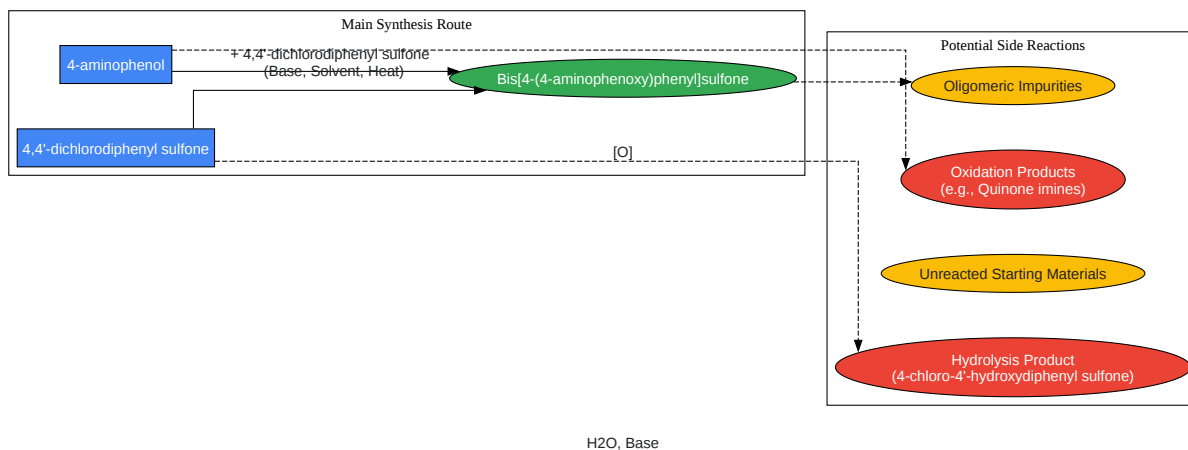 Main Synthesis Route
4-aminophenol
+ 4,4'-dichlorodiphenyl sulfone
(Base, Solvent, Heat)
Bis[4-(4-aminophenoxy)phenyl]sulfone
4,4'-dichlorodiphenyl sulfone
[O]
Potential Side Reactions
Oligomeric Impurities
Oxidation Products
(e.g., Quinone imines)
Unreacted Starting Materials
Hydrolysis Product
(4-chloro-4'-hydroxydiphenyl sulfone)
H2O, Base